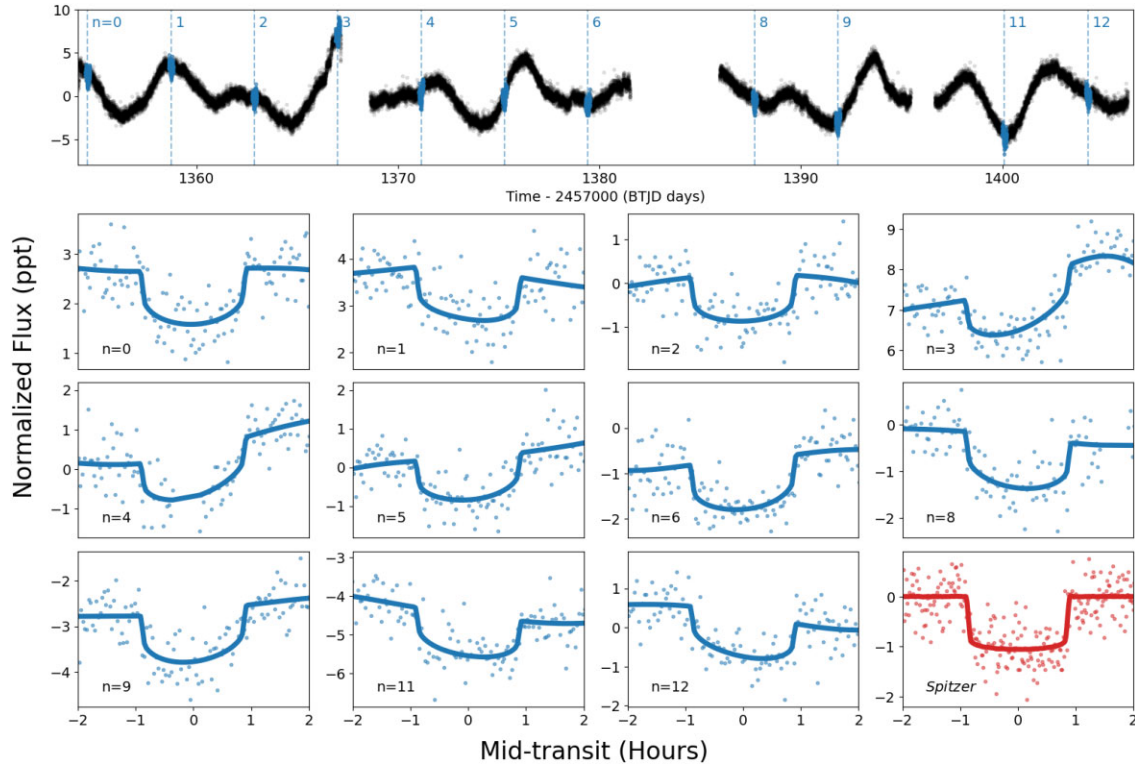 10
5
0
−5
n=0 1 2 3 4 5 6 8 9 11 12
1360 1370 1380 1390 1400
Time - 2457000 (BTJD days)
Normalized Flux (ppt)
3
2
1
n=0
4
3
2
n=1
1
0
−1
n=2
9
8
7
6
n=3
2
1
0
−1
n=4
2
1
0
−1
n=5
1
0
−1
−2
n=6
0
−1
−2
n=8
−2
−3
−4
n=9
−2 −1 0 1 2
−3
−4
−5
−6
n=11
−2 −1 0 1 2
1
0
−1
n=12
−2 −1 0 1 2
0
−1
−2
Spitzer
−2 −1 0 1 2
Mid-transit (Hours)